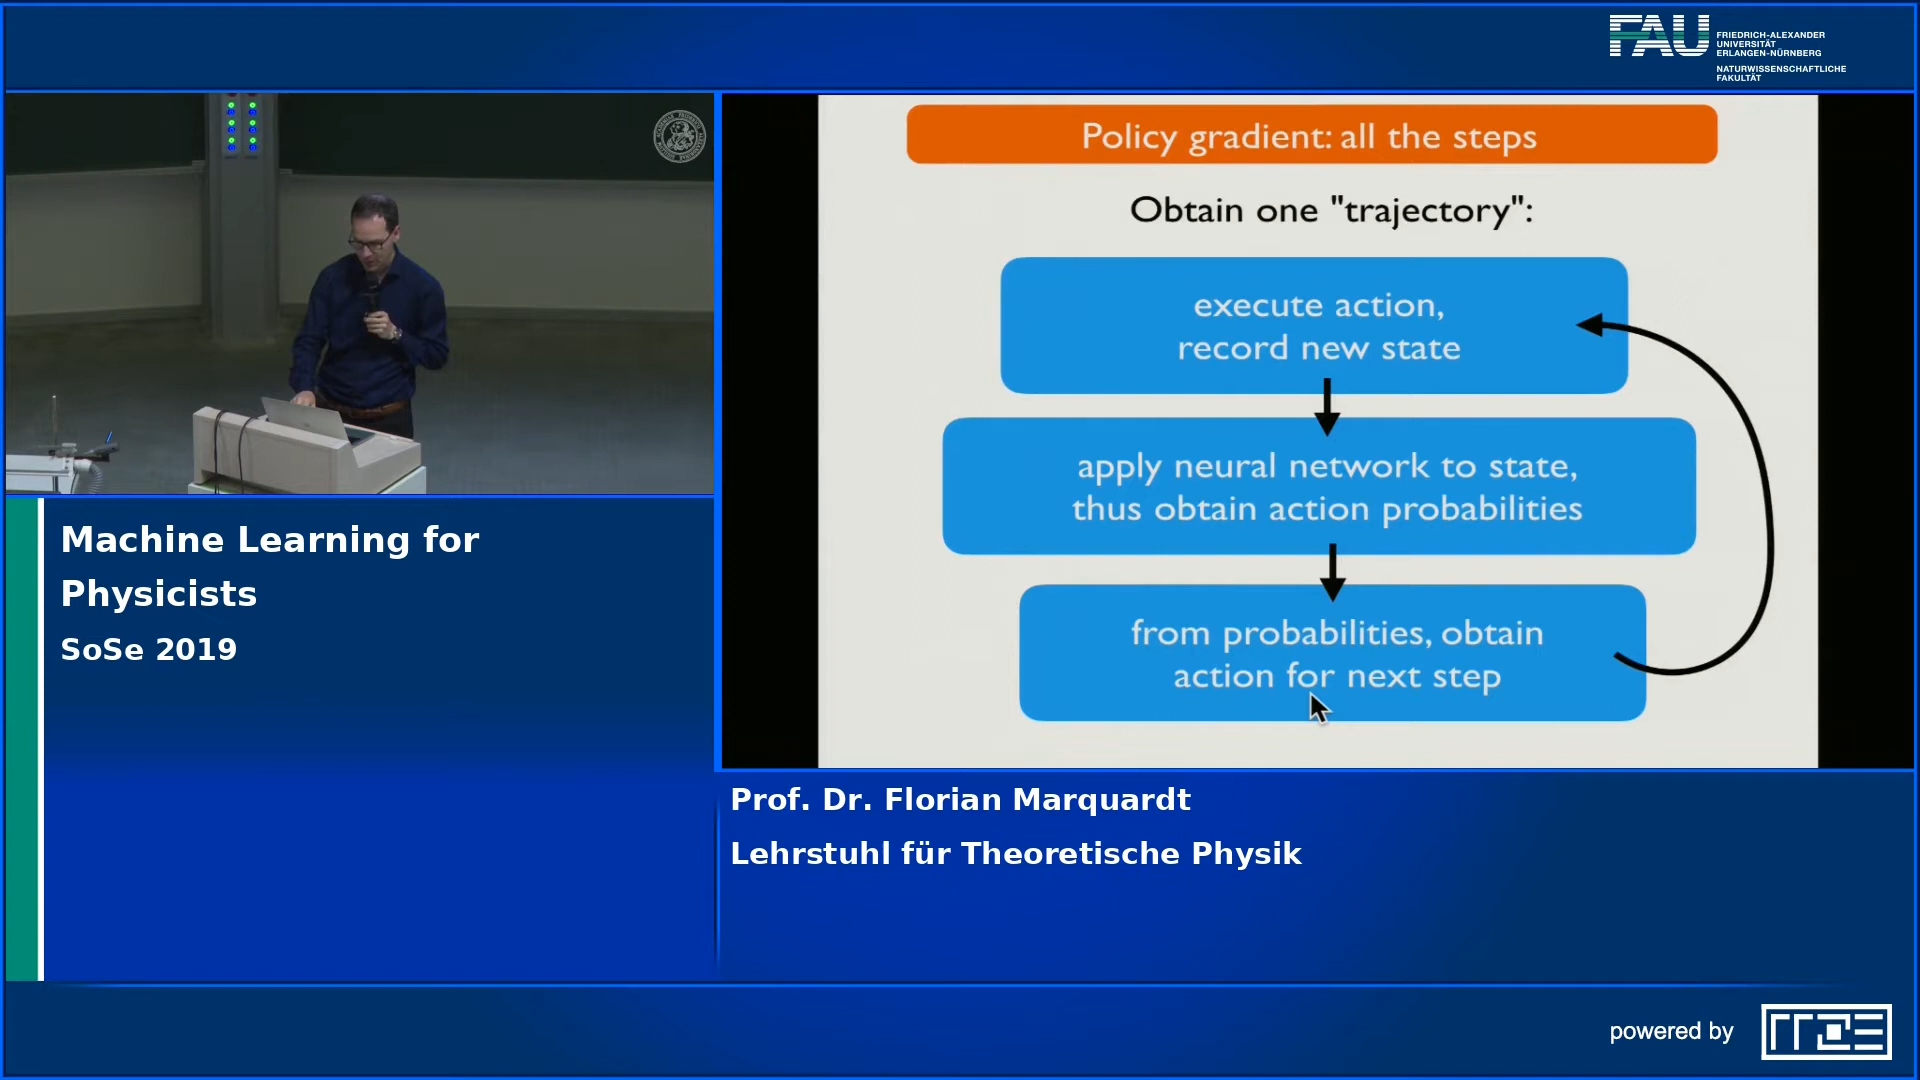 FAU
FRIEDRICH-ALEXANDER
UNIVERSITÄT
ERLANGEN-NÜRNBERG
NATURWISSENSCHAFTLICHE
FAKULTÄT
Policy gradient: all the steps
Obtain one "trajectory":
execute action,
record new state
apply neural network to state,
thus obtain action probabilities
from probabilities, obtain
action for next step
Machine Learning for
Physicists
SoSe 2019
Prof. Dr. Florian Marquardt
Lehrstuhl für Theoretische Physik
powered by
rrze